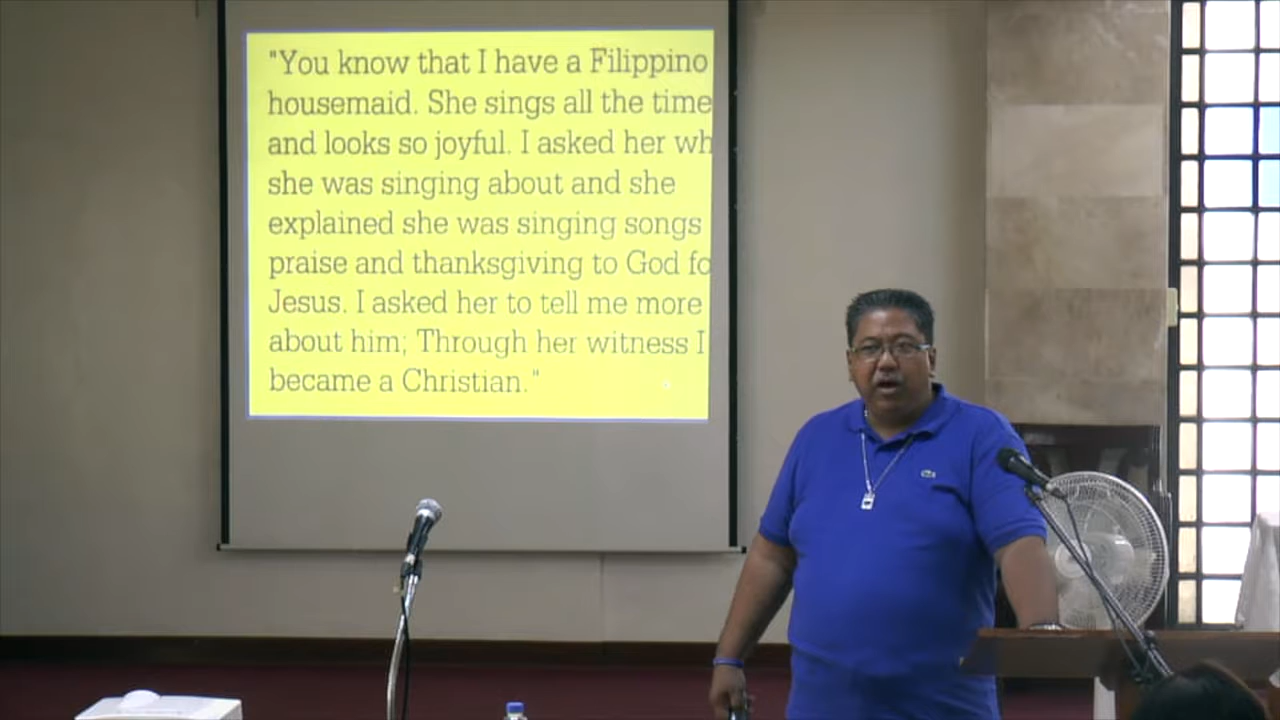 "You know that I have a Filippino
housemaid. She sings all the time
and looks so joyful. I asked her wh
she was singing about and she
explained she was singing songs
praise and thanksgiving to God fo
Jesus. I asked her to tell me more
about him; Through her witness I
became a Christian."